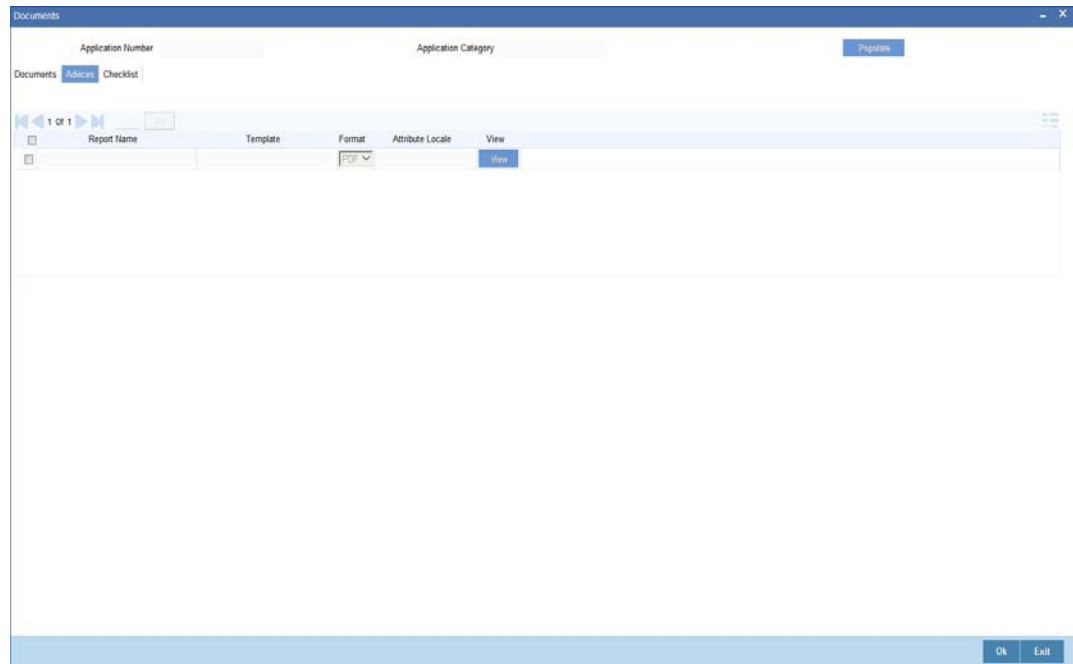 Documents
Application Number Application Category Populate
Documents Advices Checklist
1 Of 1 Go
Report Name Template Format Attribute Locale View
PDF View
Ok Exit